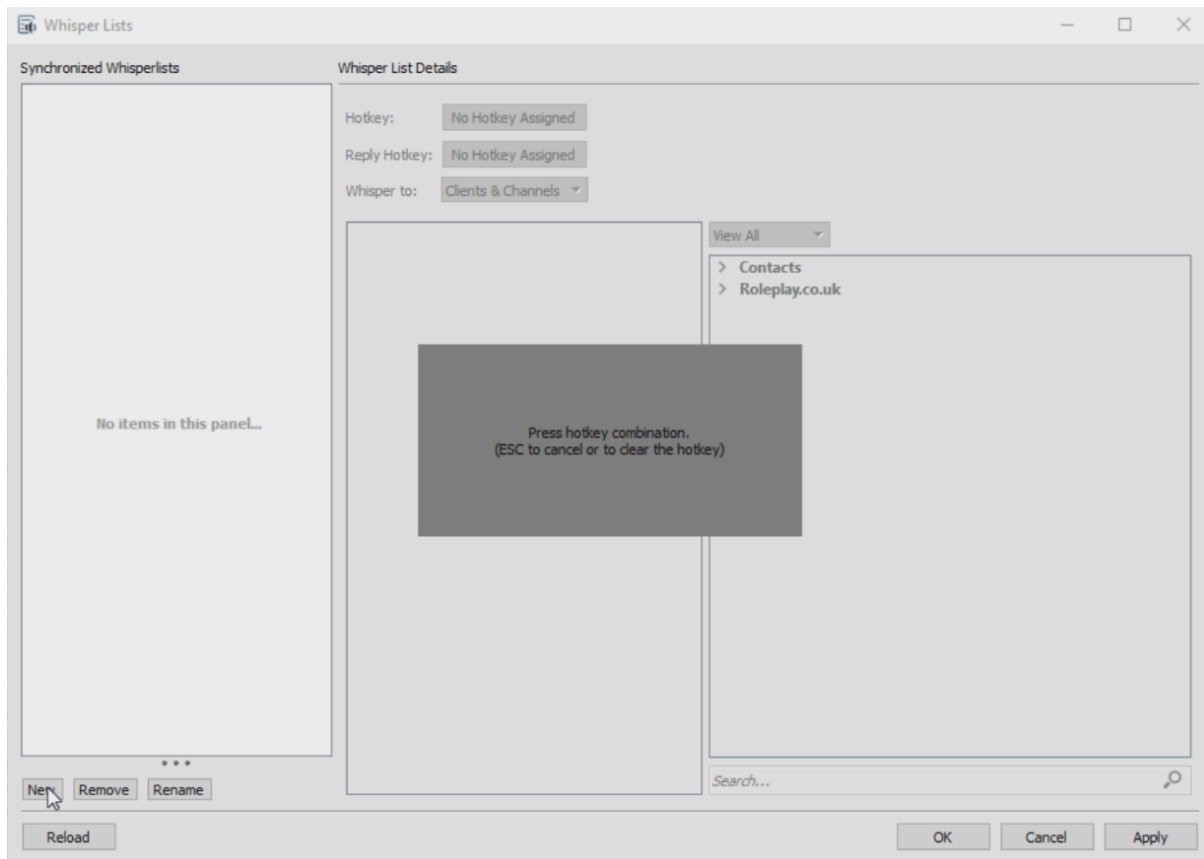 Whisper Lists
Synchronized Whisperlists
Whisper List Details
Hotkey: No Hotkey Assigned
Reply Hotkey: No Hotkey Assigned
Whisper to: Clients & Channels
View All
Contacts
Roleplay.co.uk
No items in this panel...
Press hotkey combination.
(ESC to cancel or to clear the hotkey)
Search...
New Remove Rename
Reload OK Cancel Apply